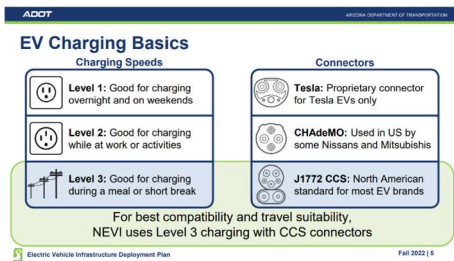 ADOT
ARIZONA DEPARTMENT OF TRANSPORTATION
EV Charging Basics
Charging Speeds
Level 1: Good for charging
overnight and on weekends
Level 2: Good for charging
while at work or activities
Level 3: Good for charging
during a meal or short break
Connectors
Tesla: Proprietary connector
for Tesla EVs only
CHAdeMO: Used in US by
some Nissans and Mitsubishis
J1772 CCS: North American
standard for most EV brands
For best compatibility and travel suitability,
NEVI uses Level 3 charging with CCS connectors
Electric Vehicle Infrastructure Deployment Plan
Fall 2022 | 5